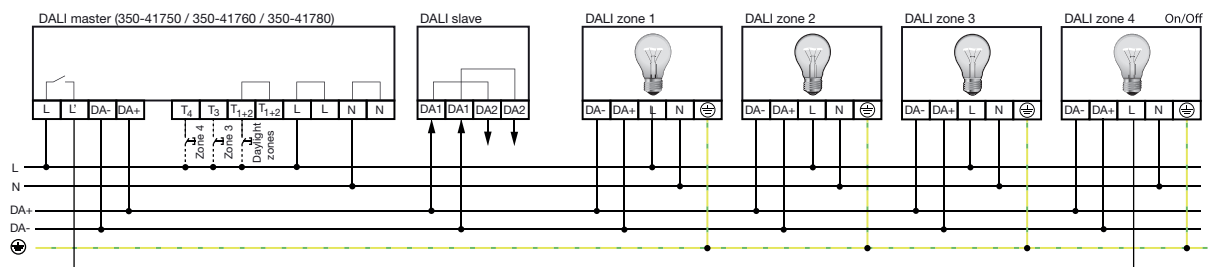 DALI master (350-41750 / 350-41760 / 350-41780)
DALI slave
DALI zone 1
DALI zone 2
DALI zone 3
DALI zone 4
On/Off
L L' DA- DA+ T4 T3 T1+2 T1+2 L L N N
DA1 DA1 DA2 DA2
DA- DA+ L N
DA- DA+ L N
DA- DA+ L N
DA- DA+ L N
Zone 4
Zone 3
Daylight
zones
L
N
DA+
DA-